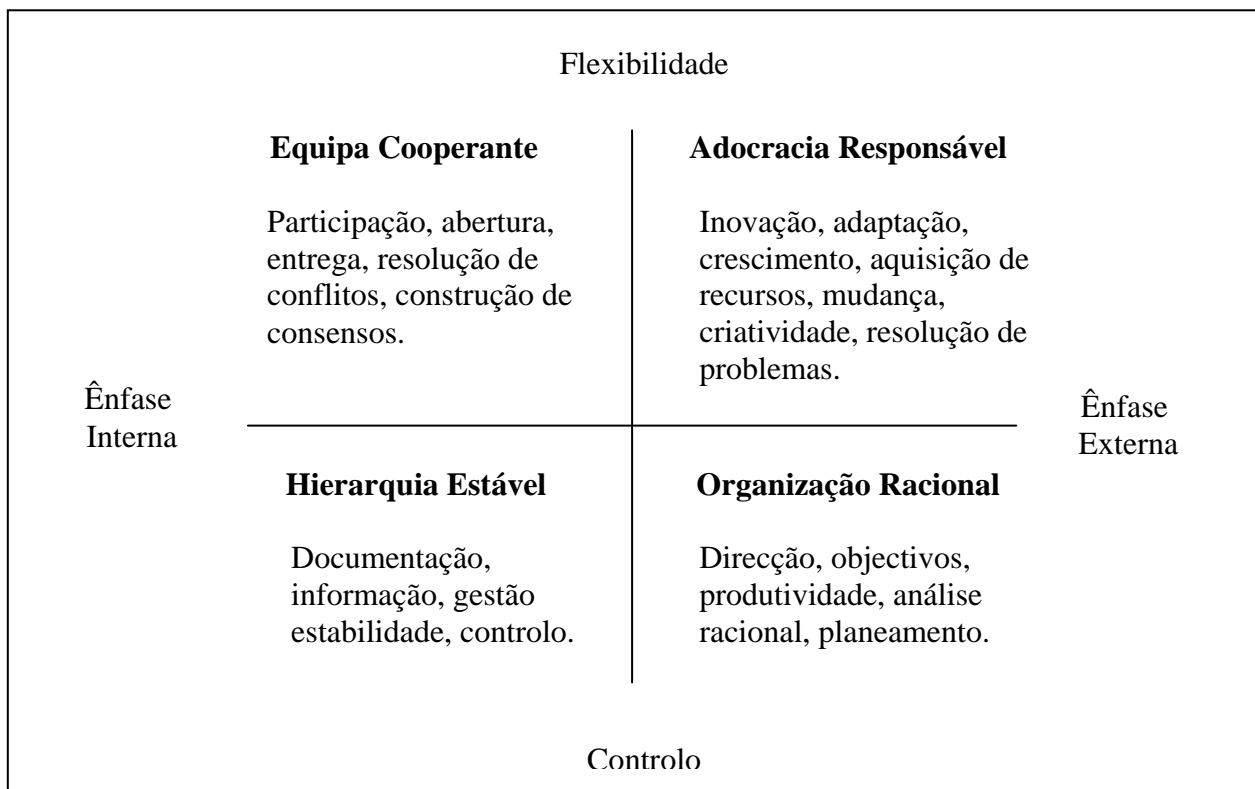 Flexibilidade
Equipa Cooperante
Participação, abertura,
entrega, resolução de
conflitos, construção de
consensos.
Adocracia Responsável
Inovação, adaptação,
crescimento, aquisição de
recursos, mudança,
criatividade, resolução de
problemas.
Ênfase
Interna
Ênfase
Externa
Hierarquia Estável
Documentação,
informação, gestão
estabilidade, controlo.
Organização Racional
Direcção, objectivos,
produtividade, análise
racional, planeamento.
Controlo